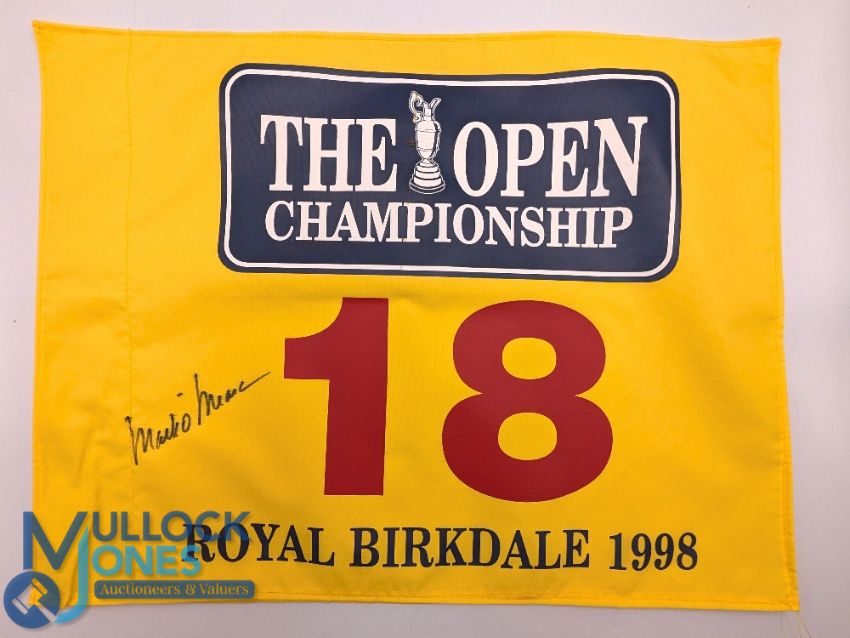 THE OPEN
CHAMPIONSHIP
18
ROYAL BIRKDALE 1998
MULLOCK
JONES
Auctioneers & Valuers